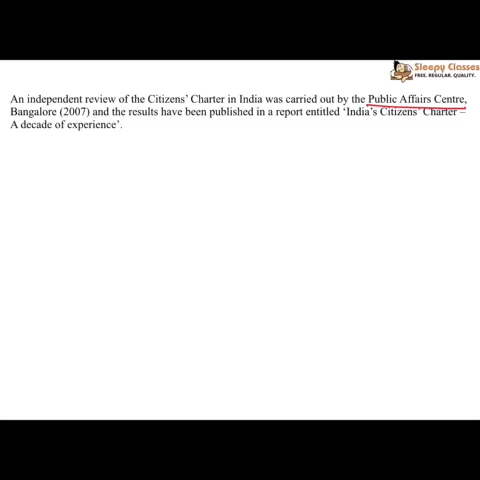 Sleepy Classes
FREE. REGULAR. QUALITY.
An independent review of the Citizens’ Charter in India was carried out by the Public Affairs Centre,
Bangalore (2007) and the results have been published in a report entitled ‘India’s Citizens’ Charter –
A decade of experience’.